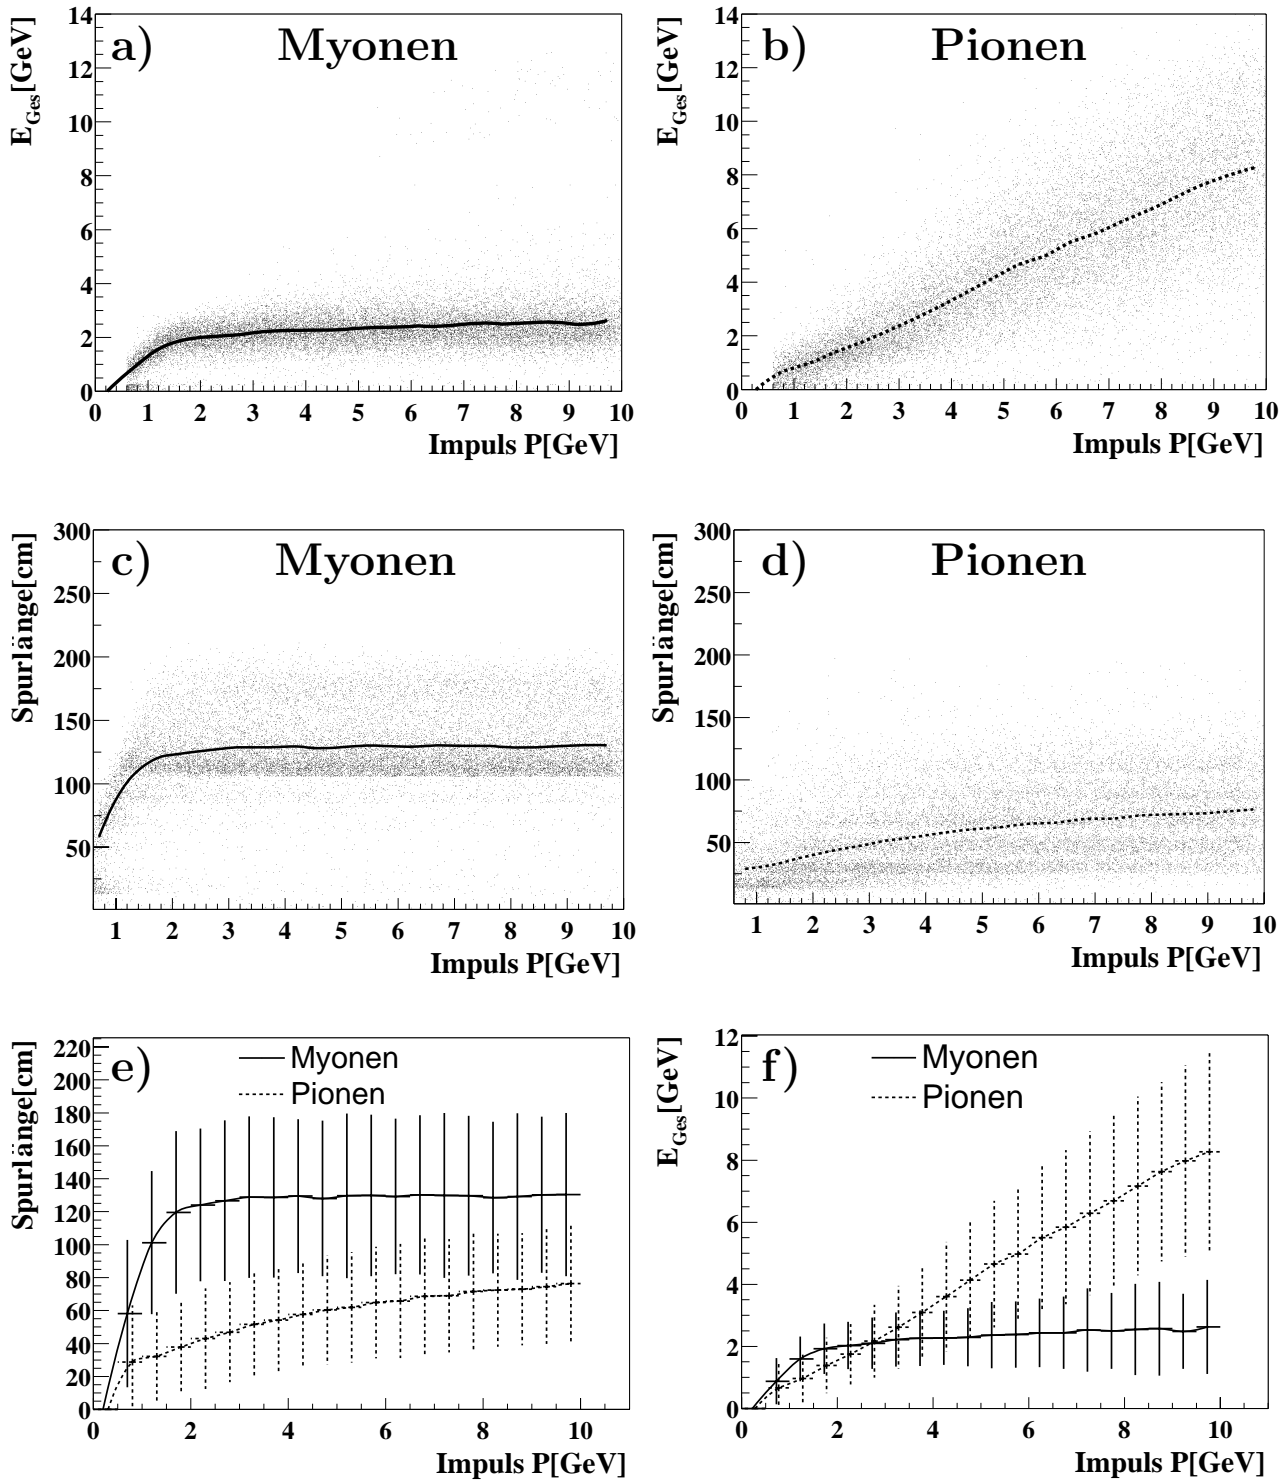 a) Myonen
E_Ges[GeV]
14
12
10
8
6
4
2
0
0 1 2 3 4 5 6 7 8 9 10
Impuls P[GeV]
b) Pionen
E_Ges[GeV]
14
12
10
8
6
4
2
0
0 1 2 3 4 5 6 7 8 9 10
Impuls P[GeV]
c) Myonen
Spurlänge[cm]
300
250
200
150
100
50
1 2 3 4 5 6 7 8 9 10
Impuls P[GeV]
d) Pionen
Spurlänge[cm]
300
250
200
150
100
50
1 2 3 4 5 6 7 8 9 10
Impuls P[GeV]
e)
Myonen
Pionen
Spurlänge[cm]
220
200
180
160
140
120
100
80
60
40
20
0
0 2 4 6 8 10
Impuls P[GeV]
f)
Myonen
Pionen
E_Ges[GeV]
12
10
8
6
4
2
0
0 2 4 6 8 10
Impuls P[GeV]